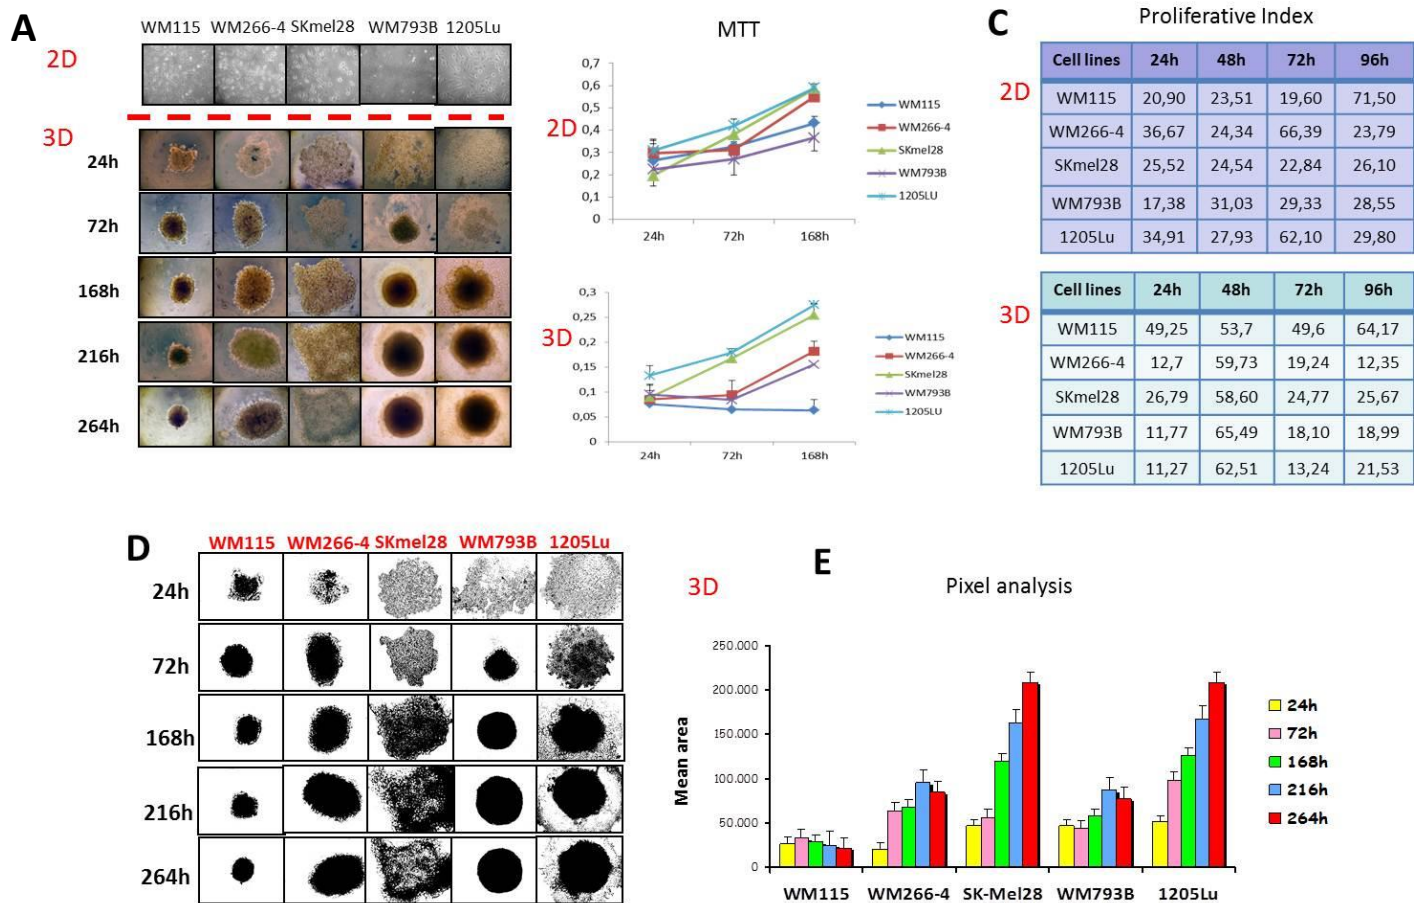 A
WM115 WM266-4 SKmel28 WM793B 1205Lu
2D
3D
24h
72h
168h
216h
264h
MTT
2D
0,7
0,6
0,5
0,4
0,3
0,2
0,1
0
24h 72h 168h
WM115
WM266-4
SKmel28
WM793B
1205LU
3D
0,3
0,25
0,2
0,15
0,1
0,05
0
24h 72h 168h
WM115
WM266-4
SKmel28
WM793B
1205LU
C
Proliferative Index
2D
Cell lines 24h 48h 72h 96h
WM115 20,90 23,51 19,60 71,50
WM266-4 36,67 24,34 66,39 23,79
SKmel28 25,52 24,54 22,84 26,10
WM793B 17,38 31,03 29,33 28,55
1205Lu 34,91 27,93 62,10 29,80
3D
Cell lines 24h 48h 72h 96h
WM115 49,25 53,7 49,6 64,17
WM266-4 12,7 59,73 19,24 12,35
SKmel28 26,79 58,60 24,77 25,67
WM793B 11,77 65,49 18,10 18,99
1205Lu 11,27 62,51 13,24 21,53
D
WM115 WM266-4 SKmel28 WM793B 1205Lu
24h
72h
168h
216h
264h
E
3D
Pixel analysis
Mean area
250.000
200.000
150.000
100.000
50.000
0
WM115 WM266-4 SK-Mel28 WM793B 1205Lu
24h
72h
168h
216h
264h